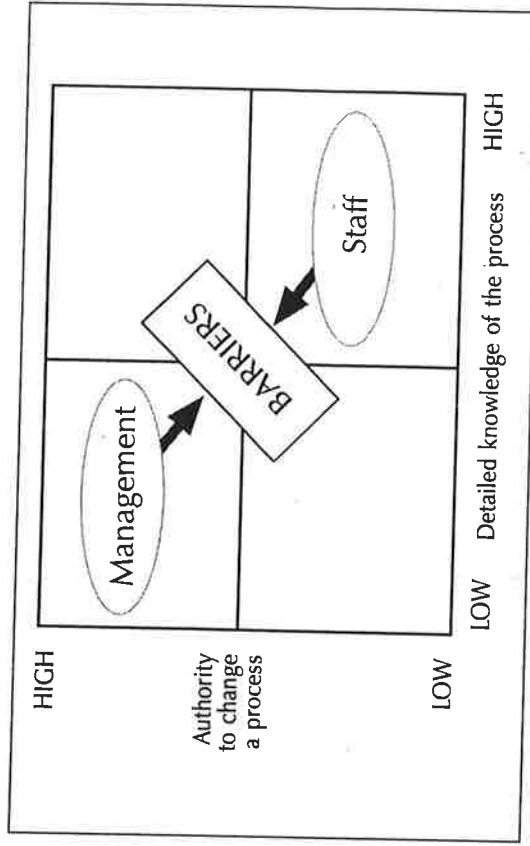 HIGH
Management
BARRIERS
Authority
to change
a process
Staff
LOW
LOW Detailed knowledge of the process HIGH